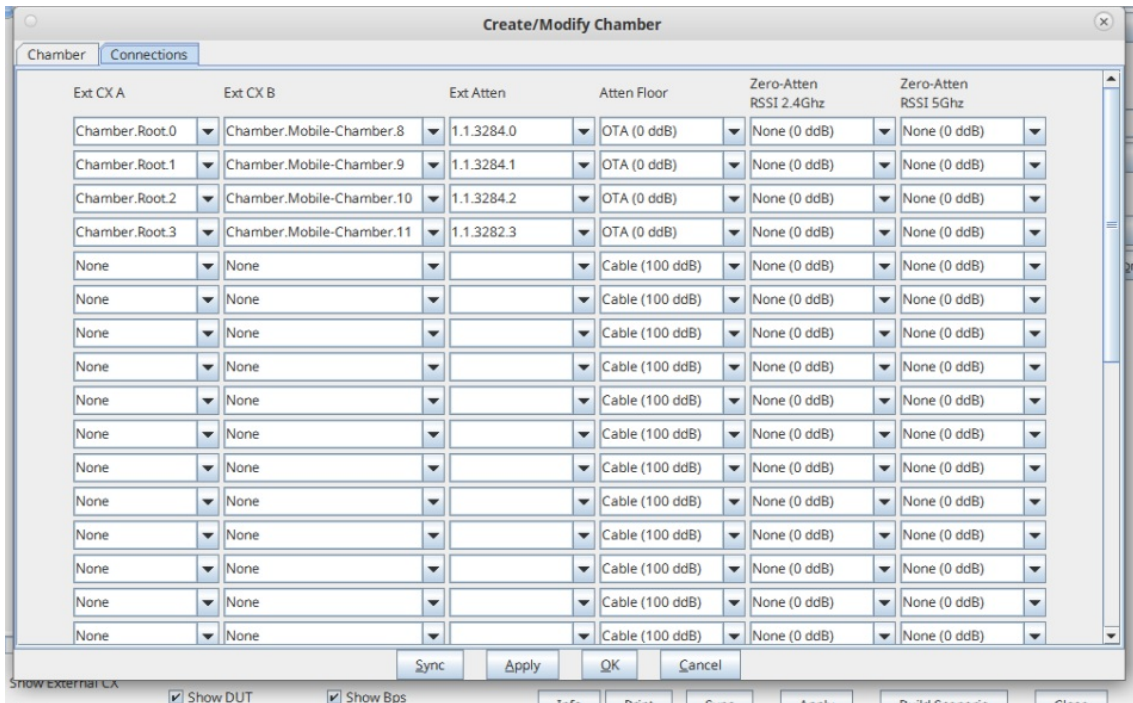 Create/Modify Chamber
Chamber Connections
Ext CX A Ext CX B Ext Atten Atten Floor Zero-Atten RSSI 2.4Ghz Zero-Atten RSSI 5Ghz
Chamber.Root.0 Chamber.Mobile-Chamber.8 1.1.3284.0 OTA (0 ddB) None (0 ddB) None (0 ddB)
Chamber.Root.1 Chamber.Mobile-Chamber.9 1.1.3284.1 OTA (0 ddB) None (0 ddB) None (0 ddB)
Chamber.Root.2 Chamber.Mobile-Chamber.10 1.1.3284.2 OTA (0 ddB) None (0 ddB) None (0 ddB)
Chamber.Root.3 Chamber.Mobile-Chamber.11 1.1.3282.3 OTA (0 ddB) None (0 ddB) None (0 ddB)
None None Cable (100 ddB) None (0 ddB) None (0 ddB)
None None Cable (100 ddB) None (0 ddB) None (0 ddB)
None None Cable (100 ddB) None (0 ddB) None (0 ddB)
None None Cable (100 ddB) None (0 ddB) None (0 ddB)
None None Cable (100 ddB) None (0 ddB) None (0 ddB)
None None Cable (100 ddB) None (0 ddB) None (0 ddB)
None None Cable (100 ddB) None (0 ddB) None (0 ddB)
None None Cable (100 ddB) None (0 ddB) None (0 ddB)
None None Cable (100 ddB) None (0 ddB) None (0 ddB)
None None Cable (100 ddB) None (0 ddB) None (0 ddB)
None None Cable (100 ddB) None (0 ddB) None (0 ddB)
None None Cable (100 ddB) None (0 ddB) None (0 ddB)
Sync Apply OK Cancel
Show External CX
Show DUT Show Bps Info Print Sync Apply Build Scenario Close